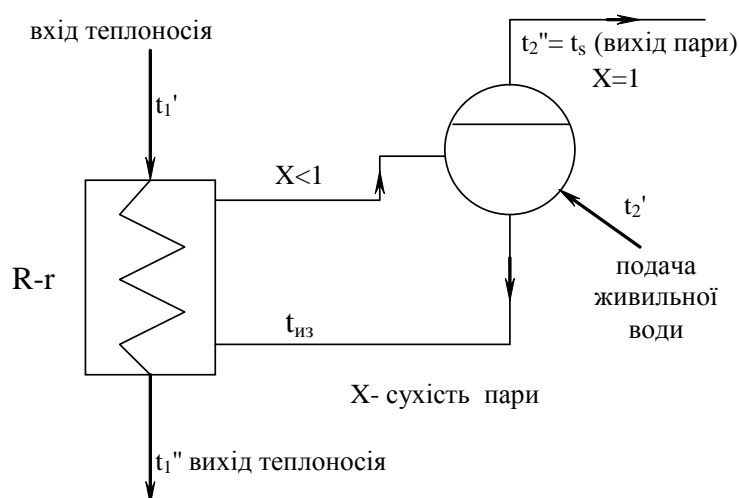 вхід теплоносія
t₂''= tₛ (вихід пари)
X=1
t₁'
X<1
t₂'
R-r
подача
живильної
води
tиз
X- сухість пари
t₁'' вихід теплоносія